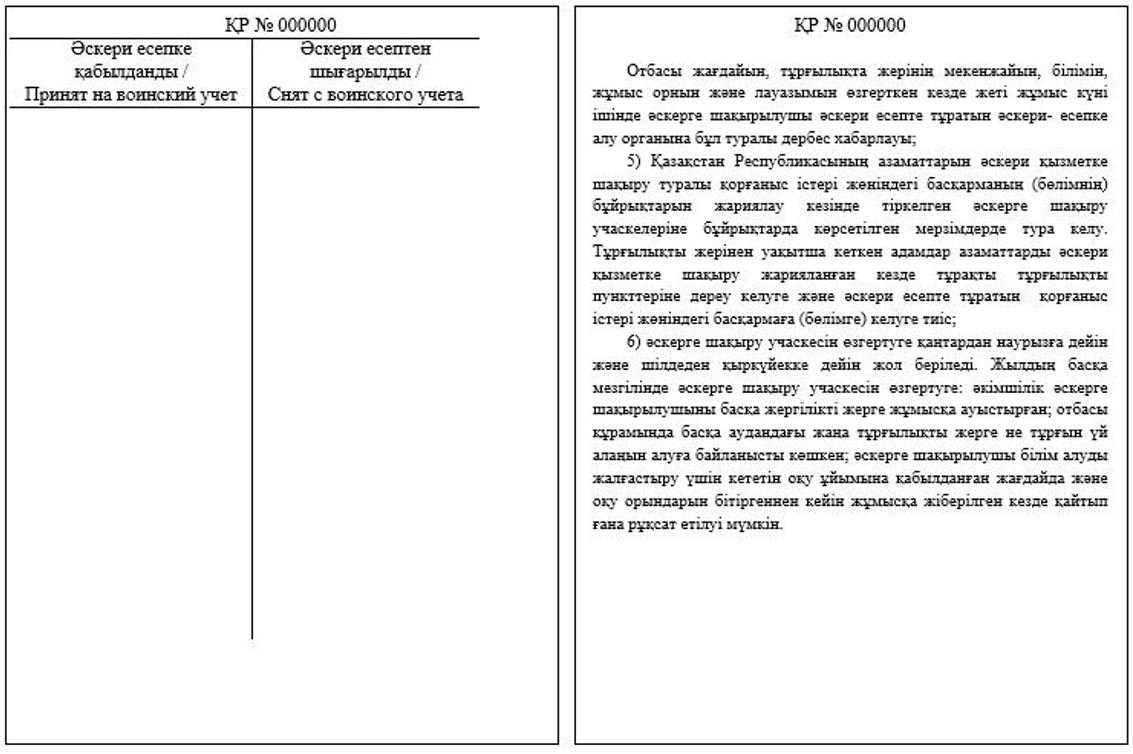 ҚР № 000000
Әскери есепке
қабылданды /
Принят на воинский учет
Әскери есептен
шығарылды /
Снят с воинского учета
ҚР № 000000
Отбасы жағдайын, тұрғылықта жерінің мекенжайын, білімін,
жұмыс орнын және лауазымын өзгерткен кезде жеті жұмыс күні
ішінде әскерге шақырылушы әскери есепте тұратын әскери- есепке
алу органына бұл туралы дербес хабарлауы;
5) Қазақстан Республикасының азаматтарын әскери қызметке
шақыру туралы қорғаныс істері жөніндегі басқарманың (бөлімнің)
бұйрықтарын жариялау кезінде тіркелген әскерге шақыру
учаскелеріне бұйрықтарда көрсетілген мерзімдерде тура келу.
Тұрғылықты жерінен уақытша кеткен адамдар азаматтарды әскери
қызметке шақыру жарияланған кезде тұрақты тұрғылықты
пункттеріне дереу келуге және әскери есепте тұратын қорғаныс
істері жөніндегі басқармаға (бөлімге) келуге тиіс;
6) әскерге шақыру учаскесін өзгертуге қаңтардан наурызға дейін
және шілдеден қыркүйекке дейін жол беріледі. Жылдың басқа
мезгілінде әскерге шақыру учаскесін өзгертуге: әкімшілік әскерге
шақырылушыны басқа жергілікті жерге жұмысқа ауыстырған; отбасы
құрамында басқа аудандағы жаңа тұрғылықты жерге не тұрғын үй
алаңын алуға байланысты көшкен; әскерге шақырылушы білім алуды
жалғастыру үшін кететін оқу ұйымына қабылданған жағдайда және
оқу орындарын бітіргеннен кейін жұмысқа жіберілген кезде қайтып
ғана рұқсат етілуі мүмкін.